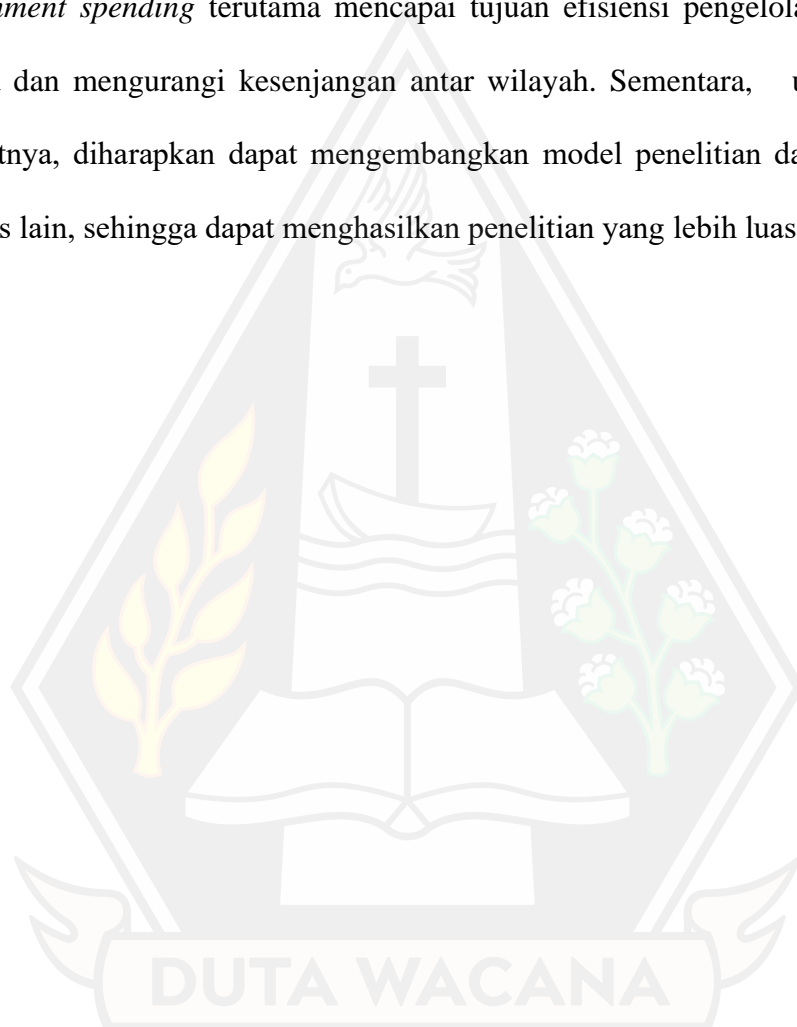 nment spending terutama mencapai tujuan efisiensi pengelola
dan mengurangi kesenjangan antar wilayah. Sementara, u
tnya, diharapkan dapat mengembangkan model penelitian da
s lain, sehingga dapat menghasilkan penelitian yang lebih luas
DUTA WACANA